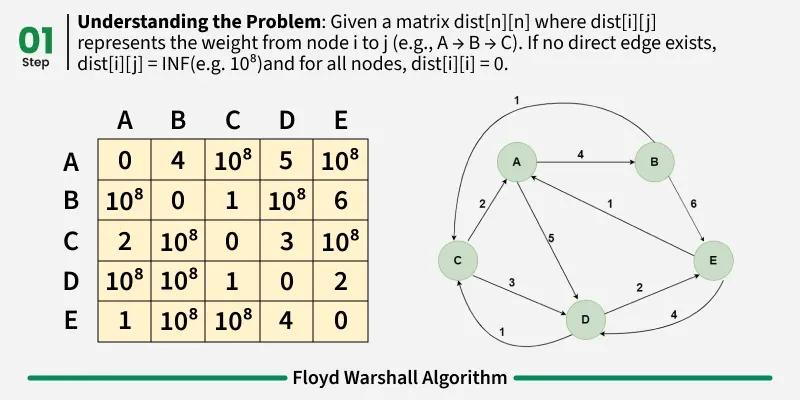 01
Step
Understanding the Problem: Given a matrix dist[n][n] where dist[i][j]
represents the weight from node i to j (e.g., A → B → C). If no direct edge exists,
dist[i][j] = INF(e.g. 10⁸)and for all nodes, dist[i][i] = 0.
A B C D E
A 0 4 10⁸ 5 10⁸
B 10⁸ 0 1 10⁸ 6
C 2 10⁸ 0 3 10⁸
D 10⁸ 10⁸ 1 0 2
E 1 10⁸ 10⁸ 4 0
1
A 4 B
2 1 6
5
C E
3 2
D 4
1
Floyd Warshall Algorithm